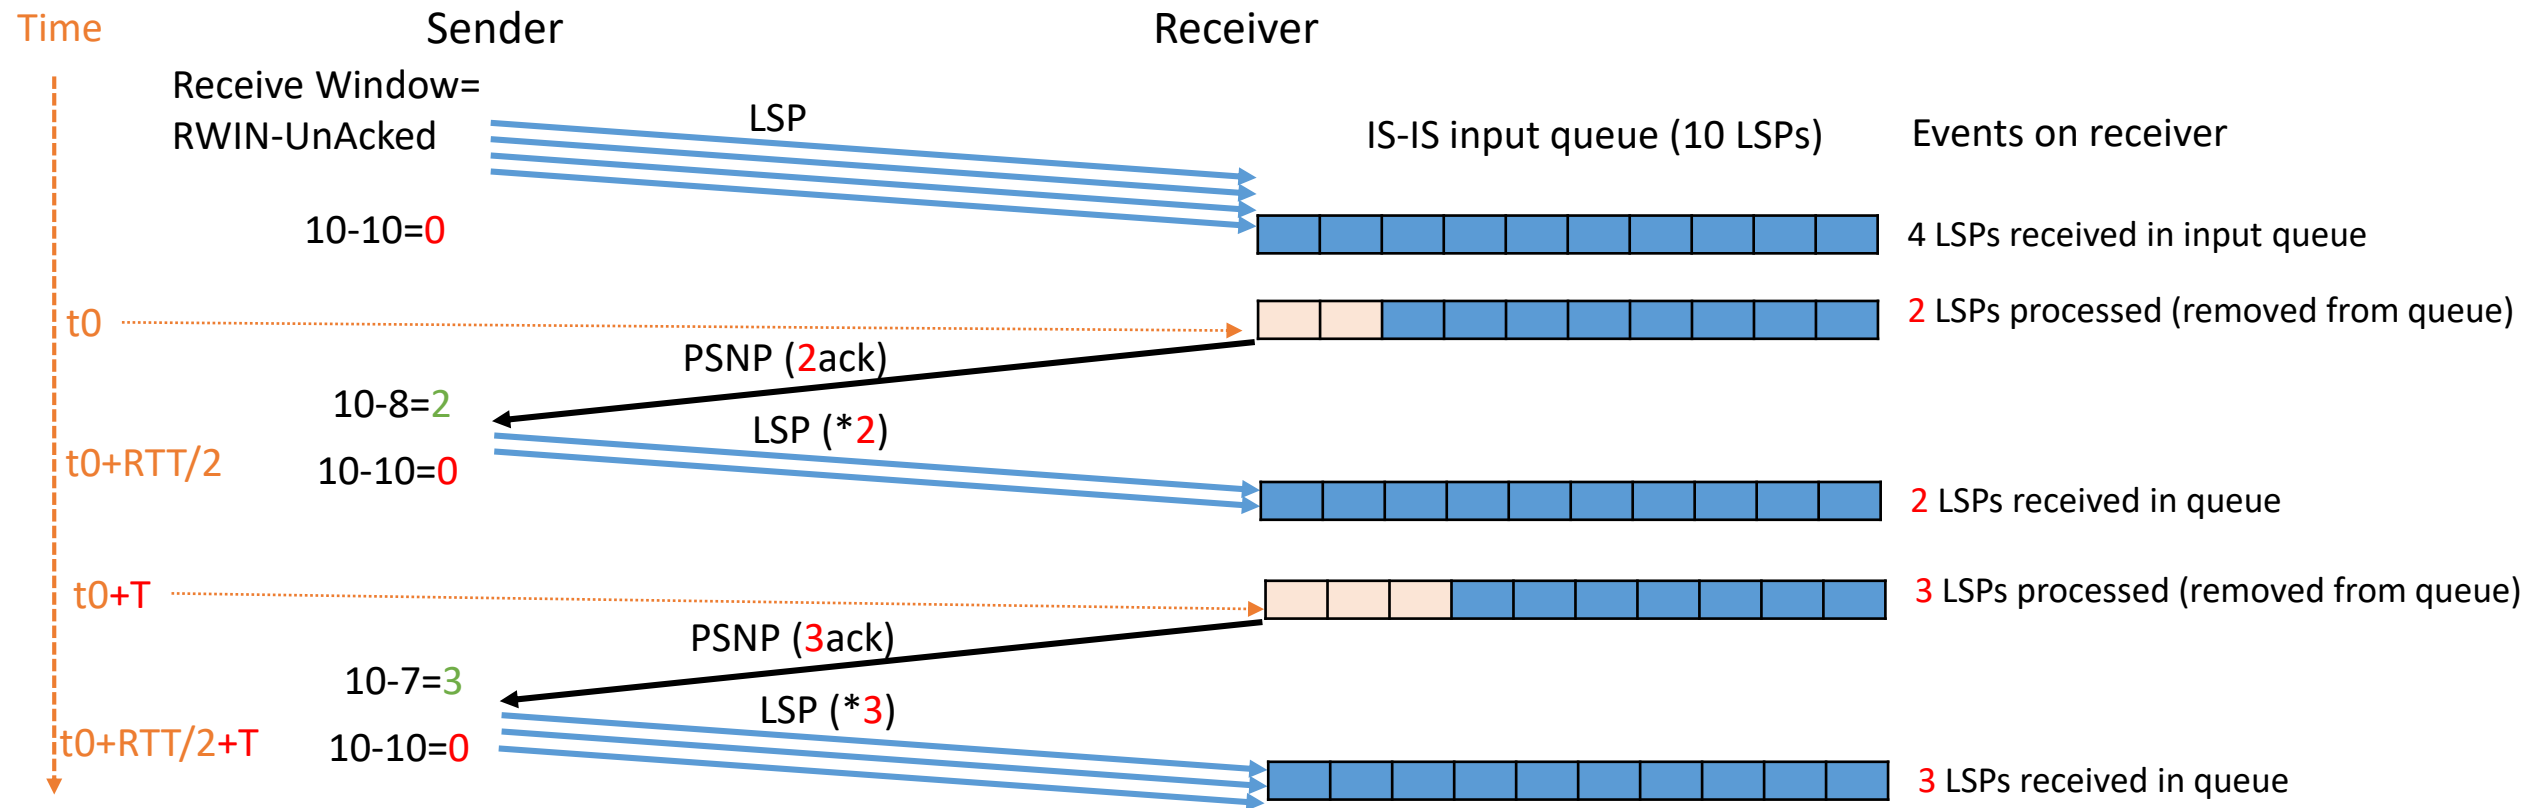 Time
Sender
Receiver
Receive Window=
RWIN-UnAcked
LSP
IS-IS input queue (10 LSPs)
Events on receiver
10-10=0
4 LSPs received in input queue
t0
2 LSPs processed (removed from queue)
PSNP (2ack)
10-8=2
LSP (*2)
t0+RTT/2
10-10=0
2 LSPs received in queue
t0+T
3 LSPs processed (removed from queue)
PSNP (3ack)
10-7=3
LSP (*3)
t0+RTT/2+T
10-10=0
3 LSPs received in queue